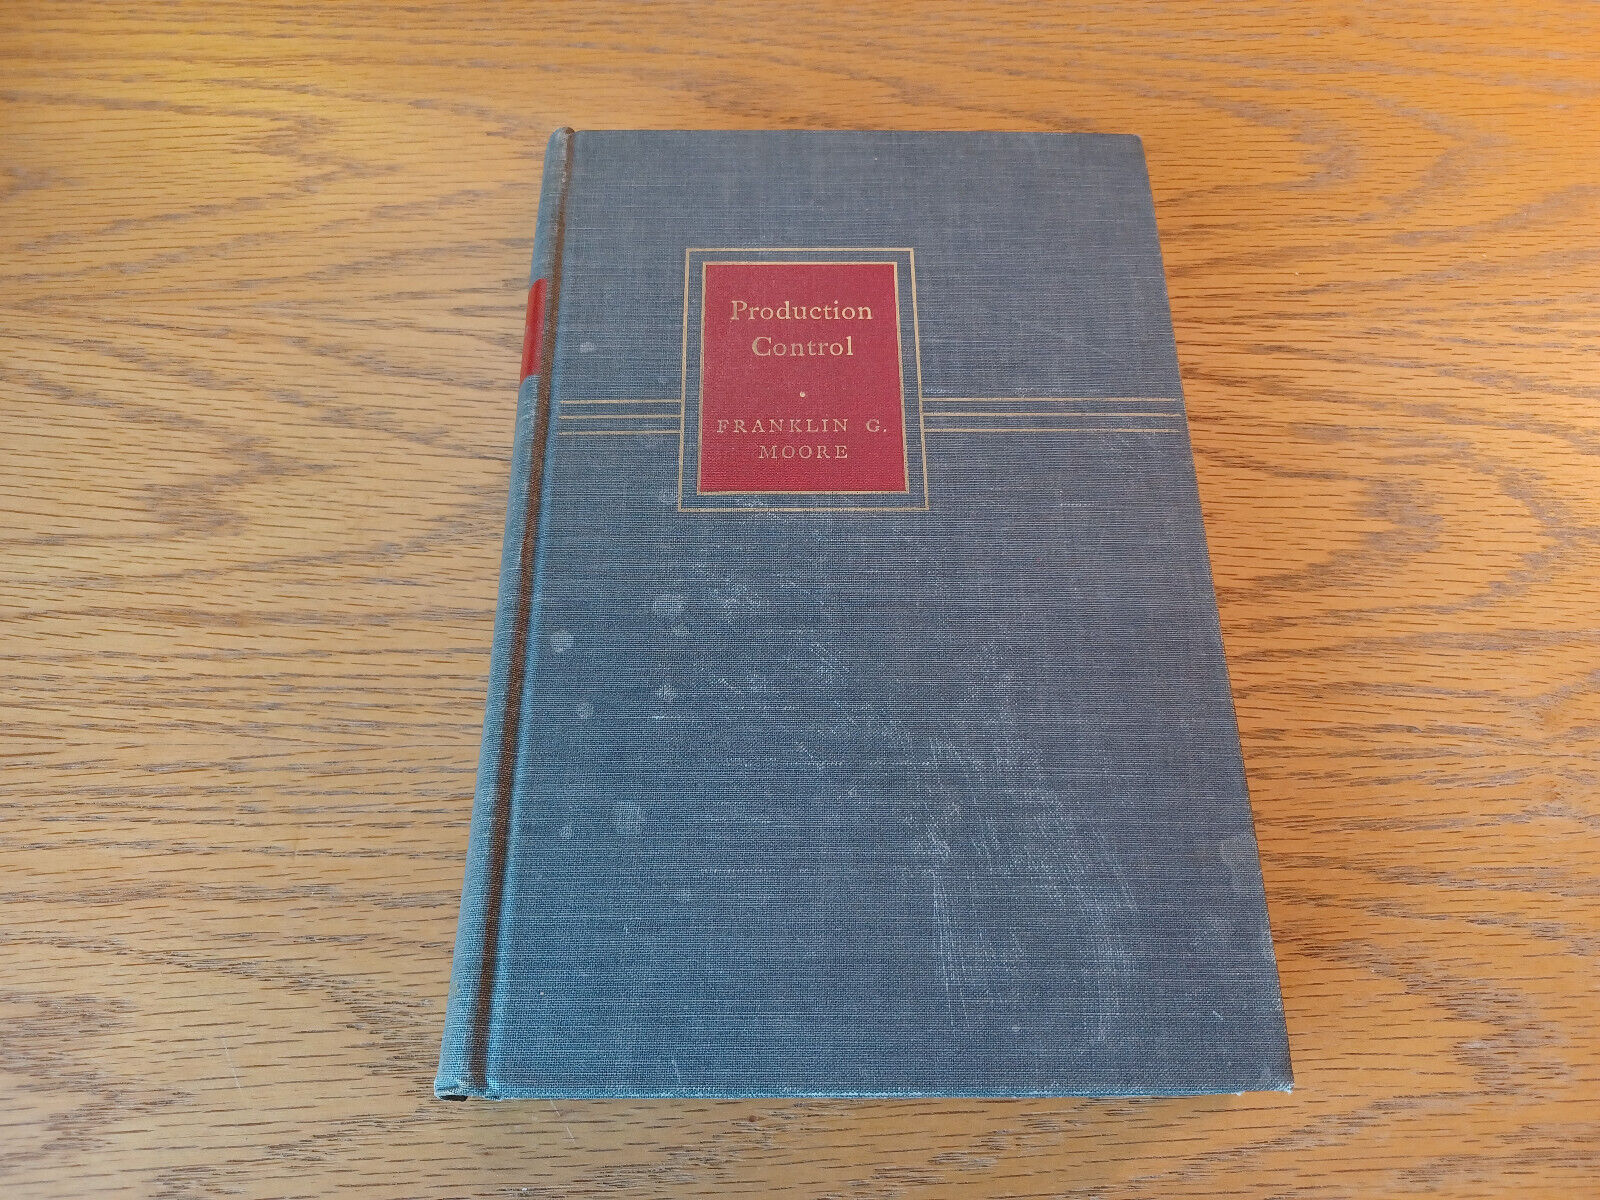 Production
Control
•
FRANKLIN G.
MOORE